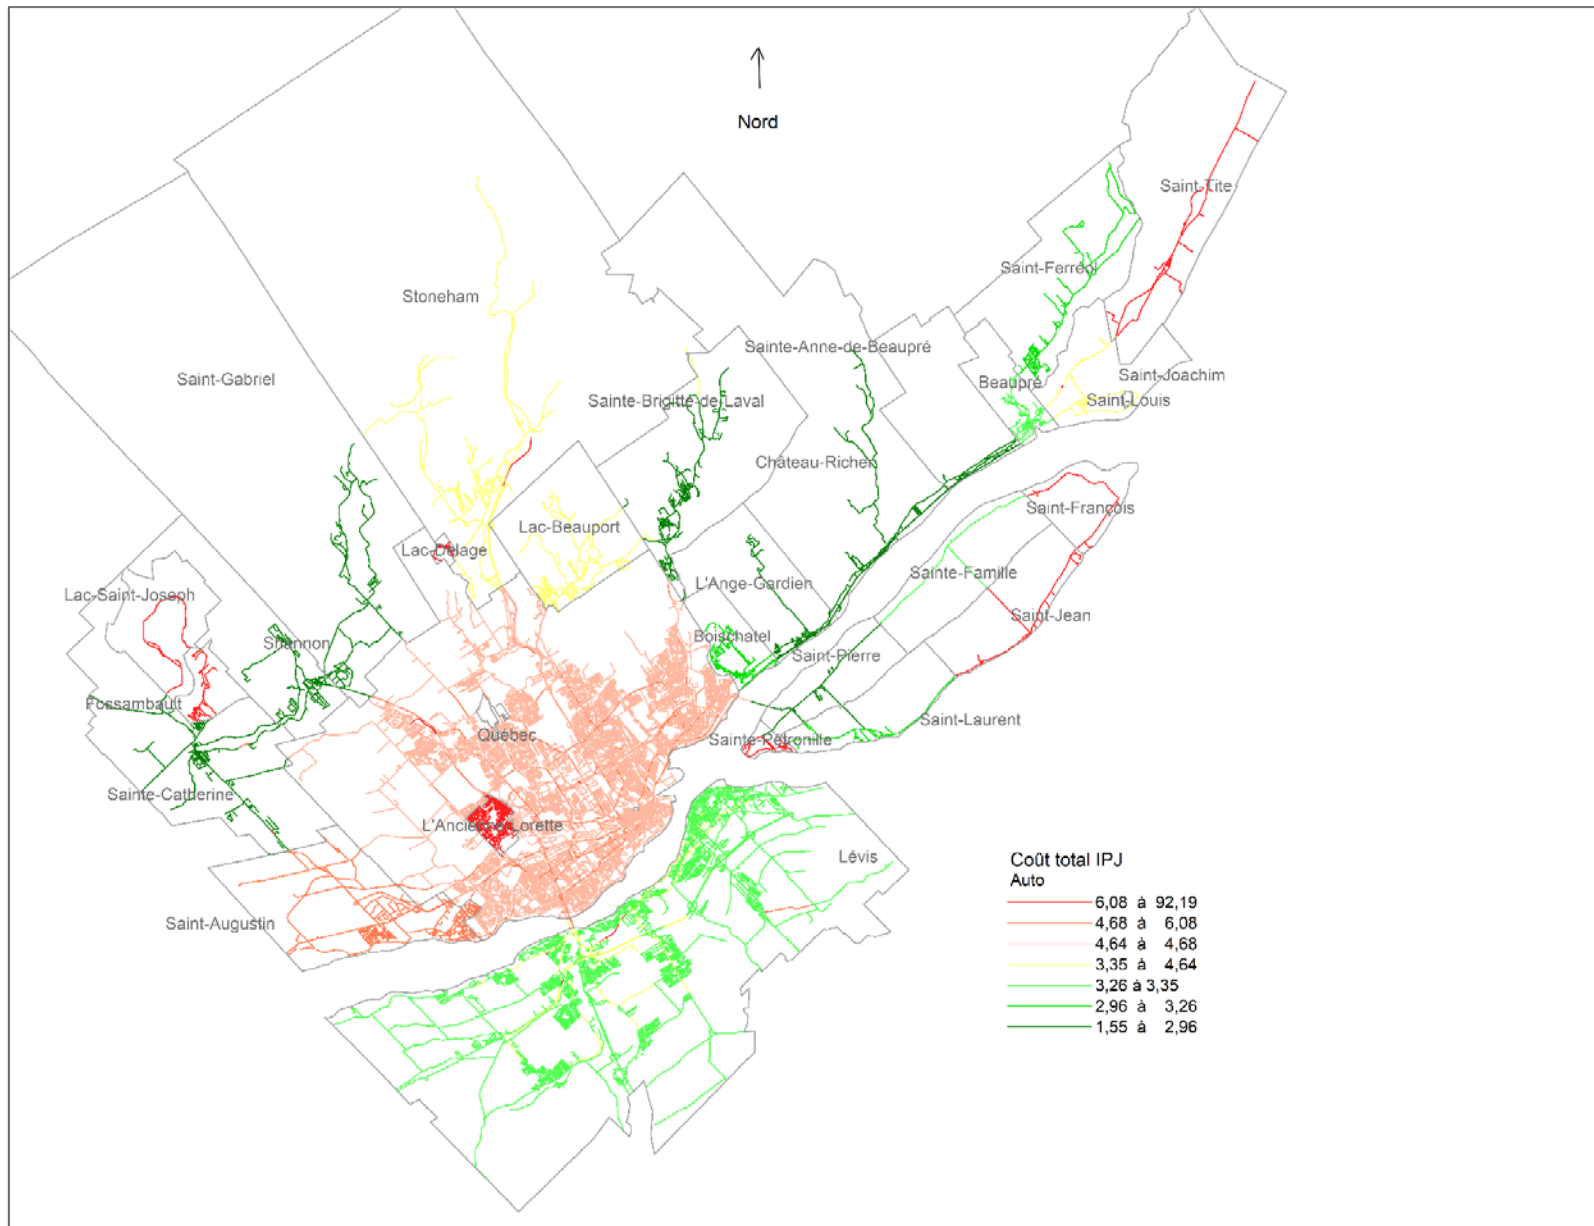 Nord
Saint-Tite
Saint-Ferréol
Stoneham
Sainte-Anne-de-Beaupré
Saint-Gabriel
Saint-Joachim
Beaupré
Sainte-Brigitte-de-Laval
Saint-Louis
Château-Richer
Saint-François
Lac-Beauport
Lac-Delage
Sainte-Famille
L'Ange-Gardien
Lac-Saint-Joseph
Saint-Jean
Boischatel
Shannon
Saint-Pierre
Fossambault
Saint-Laurent
Québec
Sainte-Pétronille
Sainte-Catherine
L'Ancienne-Lorette
Lévis
Saint-Augustin
Coût total IPJ
Auto
6,08 à 92,19
4,68 à 6,08
4,64 à 4,68
3,35 à 4,64
3,26 à 3,35
2,96 à 3,26
1,55 à 2,96